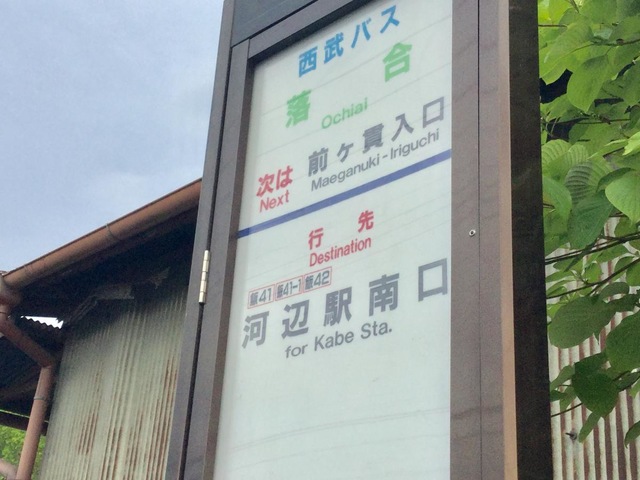 西武バス
落合
Ochiai
次は 前ヶ貫入口
Next Maeganuki-Iriguchi
行先
Destination
飯41 飯41-1 飯42
河辺駅南口
for Kabe Sta.